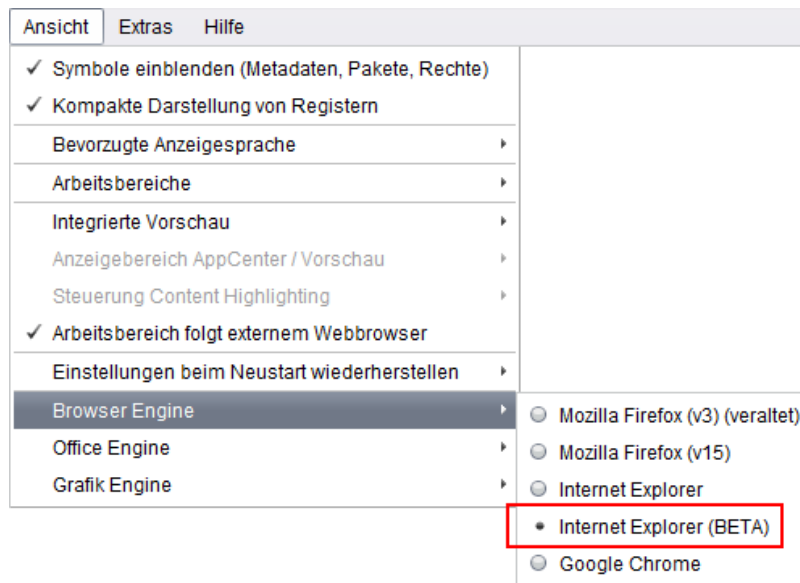 Ansicht Extras Hilfe
Symbole einblenden (Metadaten, Pakete, Rechte)
Kompakte Darstellung von Registern
Bevorzugte Anzeigesprache
Arbeitsbereiche
Integrierte Vorschau
Anzeigebereich AppCenter / Vorschau
Steuerung Content Highlighting
Arbeitsbereich folgt externem Webbrowser
Einstellungen beim Neustart wiederherstellen
Browser Engine
Office Engine
Grafik Engine
Mozilla Firefox (v3) (veraltet)
Mozilla Firefox (v15)
Internet Explorer
Internet Explorer (BETA)
Google Chrome